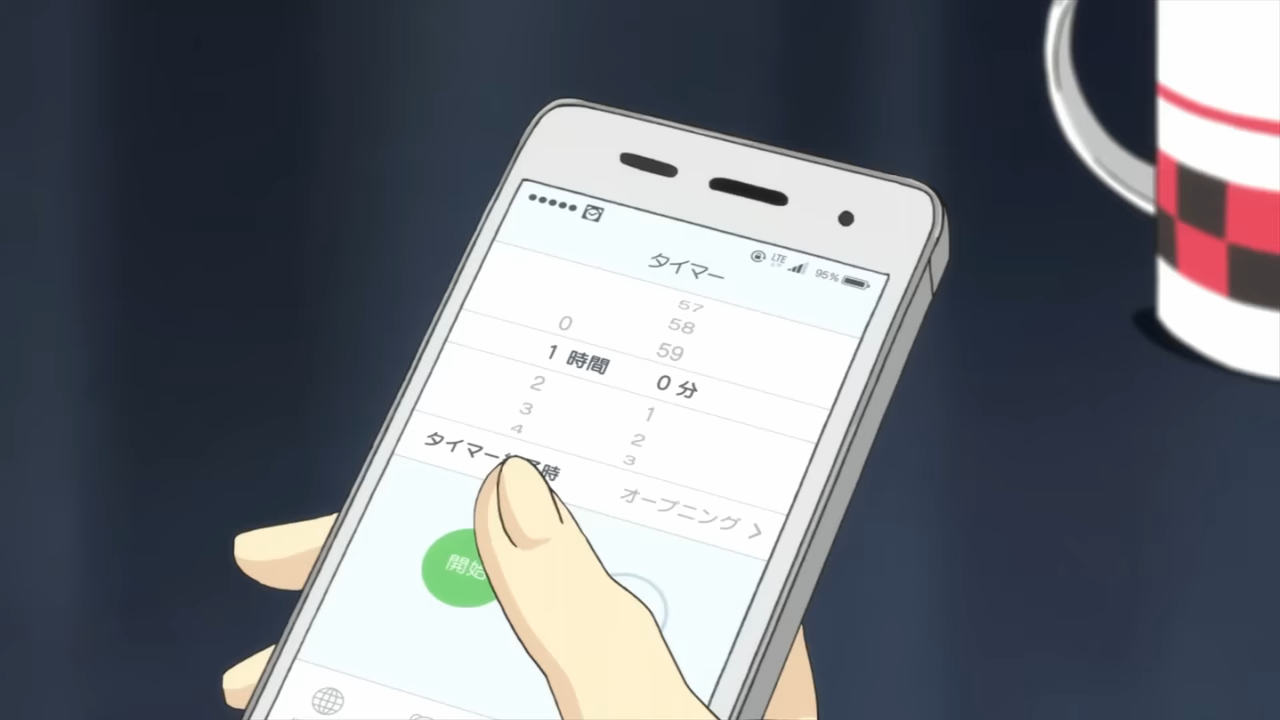 LTE
95%
タイマー
57
0 58
59
1 時間 0 分
2 1
3 2
4 3
タイマー 時
オープニング
開始